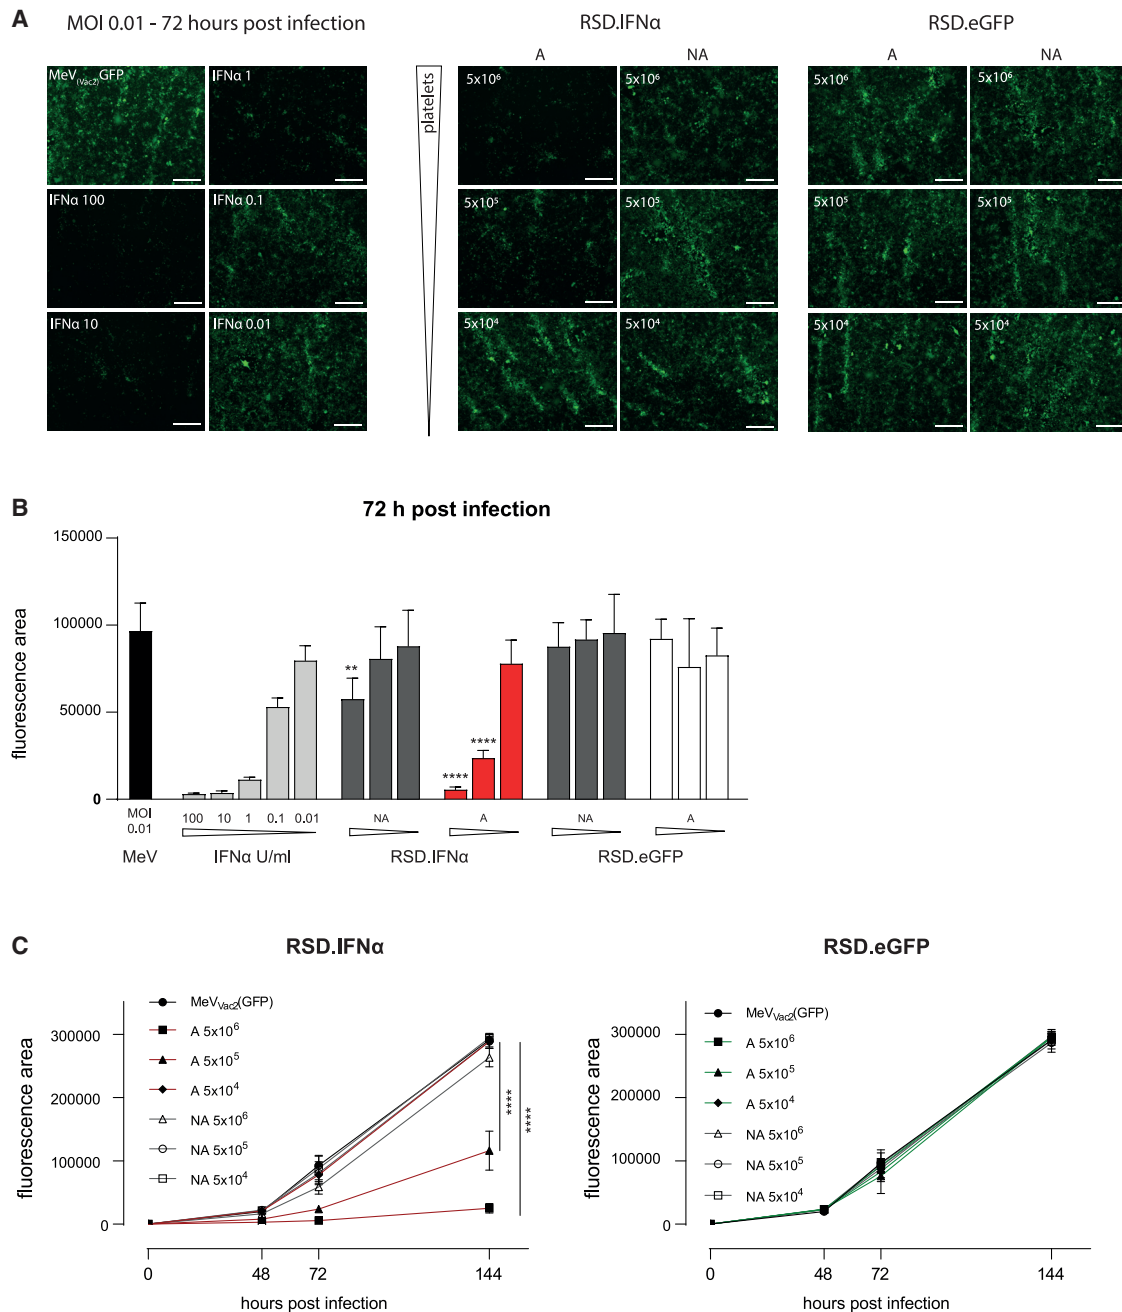 A
MOI 0.01 - 72 hours post infection
RSD.IFNα
RSD.eGFP
A
NA
A
NA
MeV(Vac2)GFP
IFNα 1
IFNα 100
IFNα 0.1
IFNα 10
IFNα 0.01
platelets
5x10⁶
5x10⁶
5x10⁶
5x10⁶
5x10⁵
5x10⁵
5x10⁵
5x10⁵
5x10⁴
5x10⁴
5x10⁴
5x10⁴
B
72 h post infection
fluorescence area
150000
100000
50000
0
**
****
****
MOI
0.01
100 10 1 0.1 0.01
NA
A
NA
A
MeV
IFNα U/ml
RSD.IFNα
RSD.eGFP
C
RSD.IFNα
fluorescence area
300000
200000
100000
0
MeVVac2(GFP)
A 5x10⁶
A 5x10⁵
A 5x10⁴
NA 5x10⁶
NA 5x10⁵
NA 5x10⁴
****
****
0 48 72 144
hours post infection
RSD.eGFP
fluorescence area
300000
200000
100000
0
MeVVac2(GFP)
A 5x10⁶
A 5x10⁵
A 5x10⁴
NA 5x10⁶
NA 5x10⁵
NA 5x10⁴
0 48 72 144
hours post infection